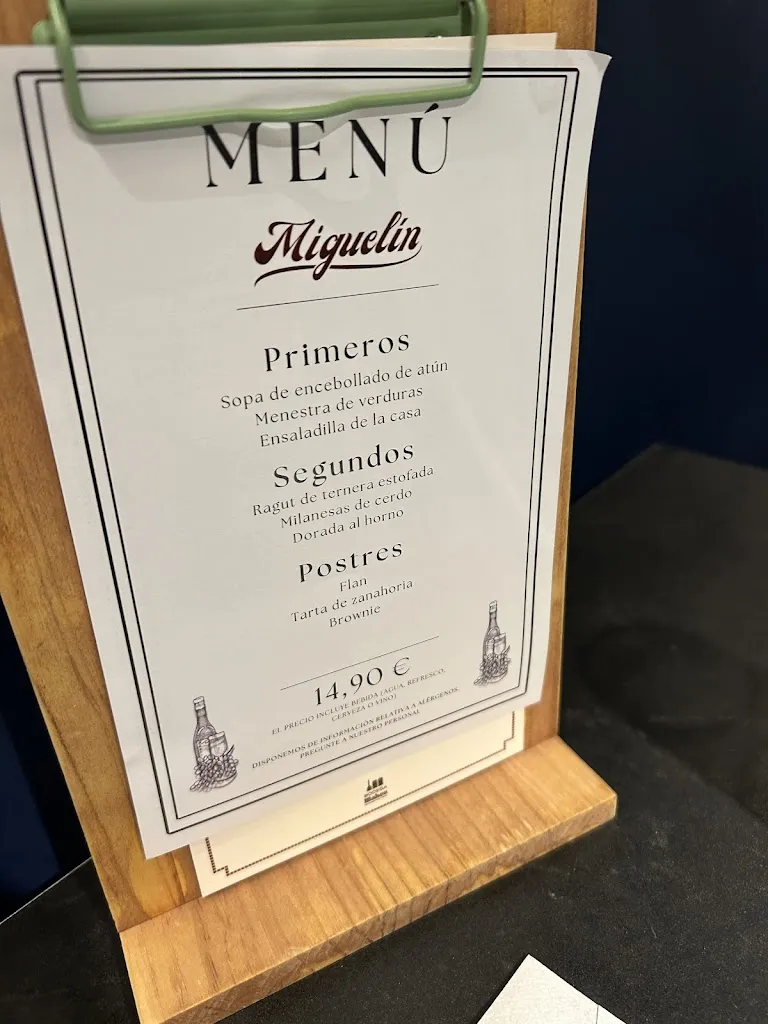 MENÚ
Miguelín
Primeros
Sopa de encebollado de atún
Menestra de verduras
Ensaladilla de la casa
Segundos
Ragut de ternera estofada
Milanesas de cerdo
Dorada al horno
Postres
Flan
Tarta de zanahoria
Brownie
14,90 €
EL PRECIO INCLUYE BEBIDA (AGUA, REFRESCO,
CERVEZA O VINO)
DISPONEMOS DE INFORMACIÓN RELATIVA A ALÉRGENOS.
PREGUNTE A NUESTRO PERSONAL